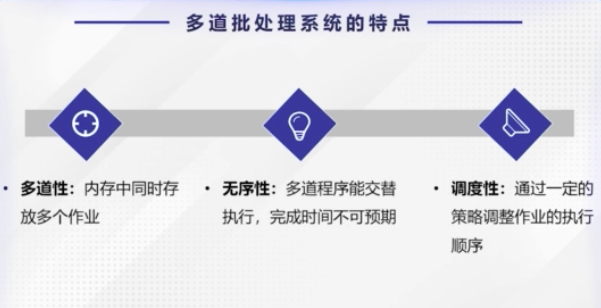 多道批处理系统的特点
• 多道性：内存中同时存
放多个作业
• 无序性：多道程序能交替
执行，完成时间不可预期
• 调度性：通过一定的
策略调整作业的执行
顺序